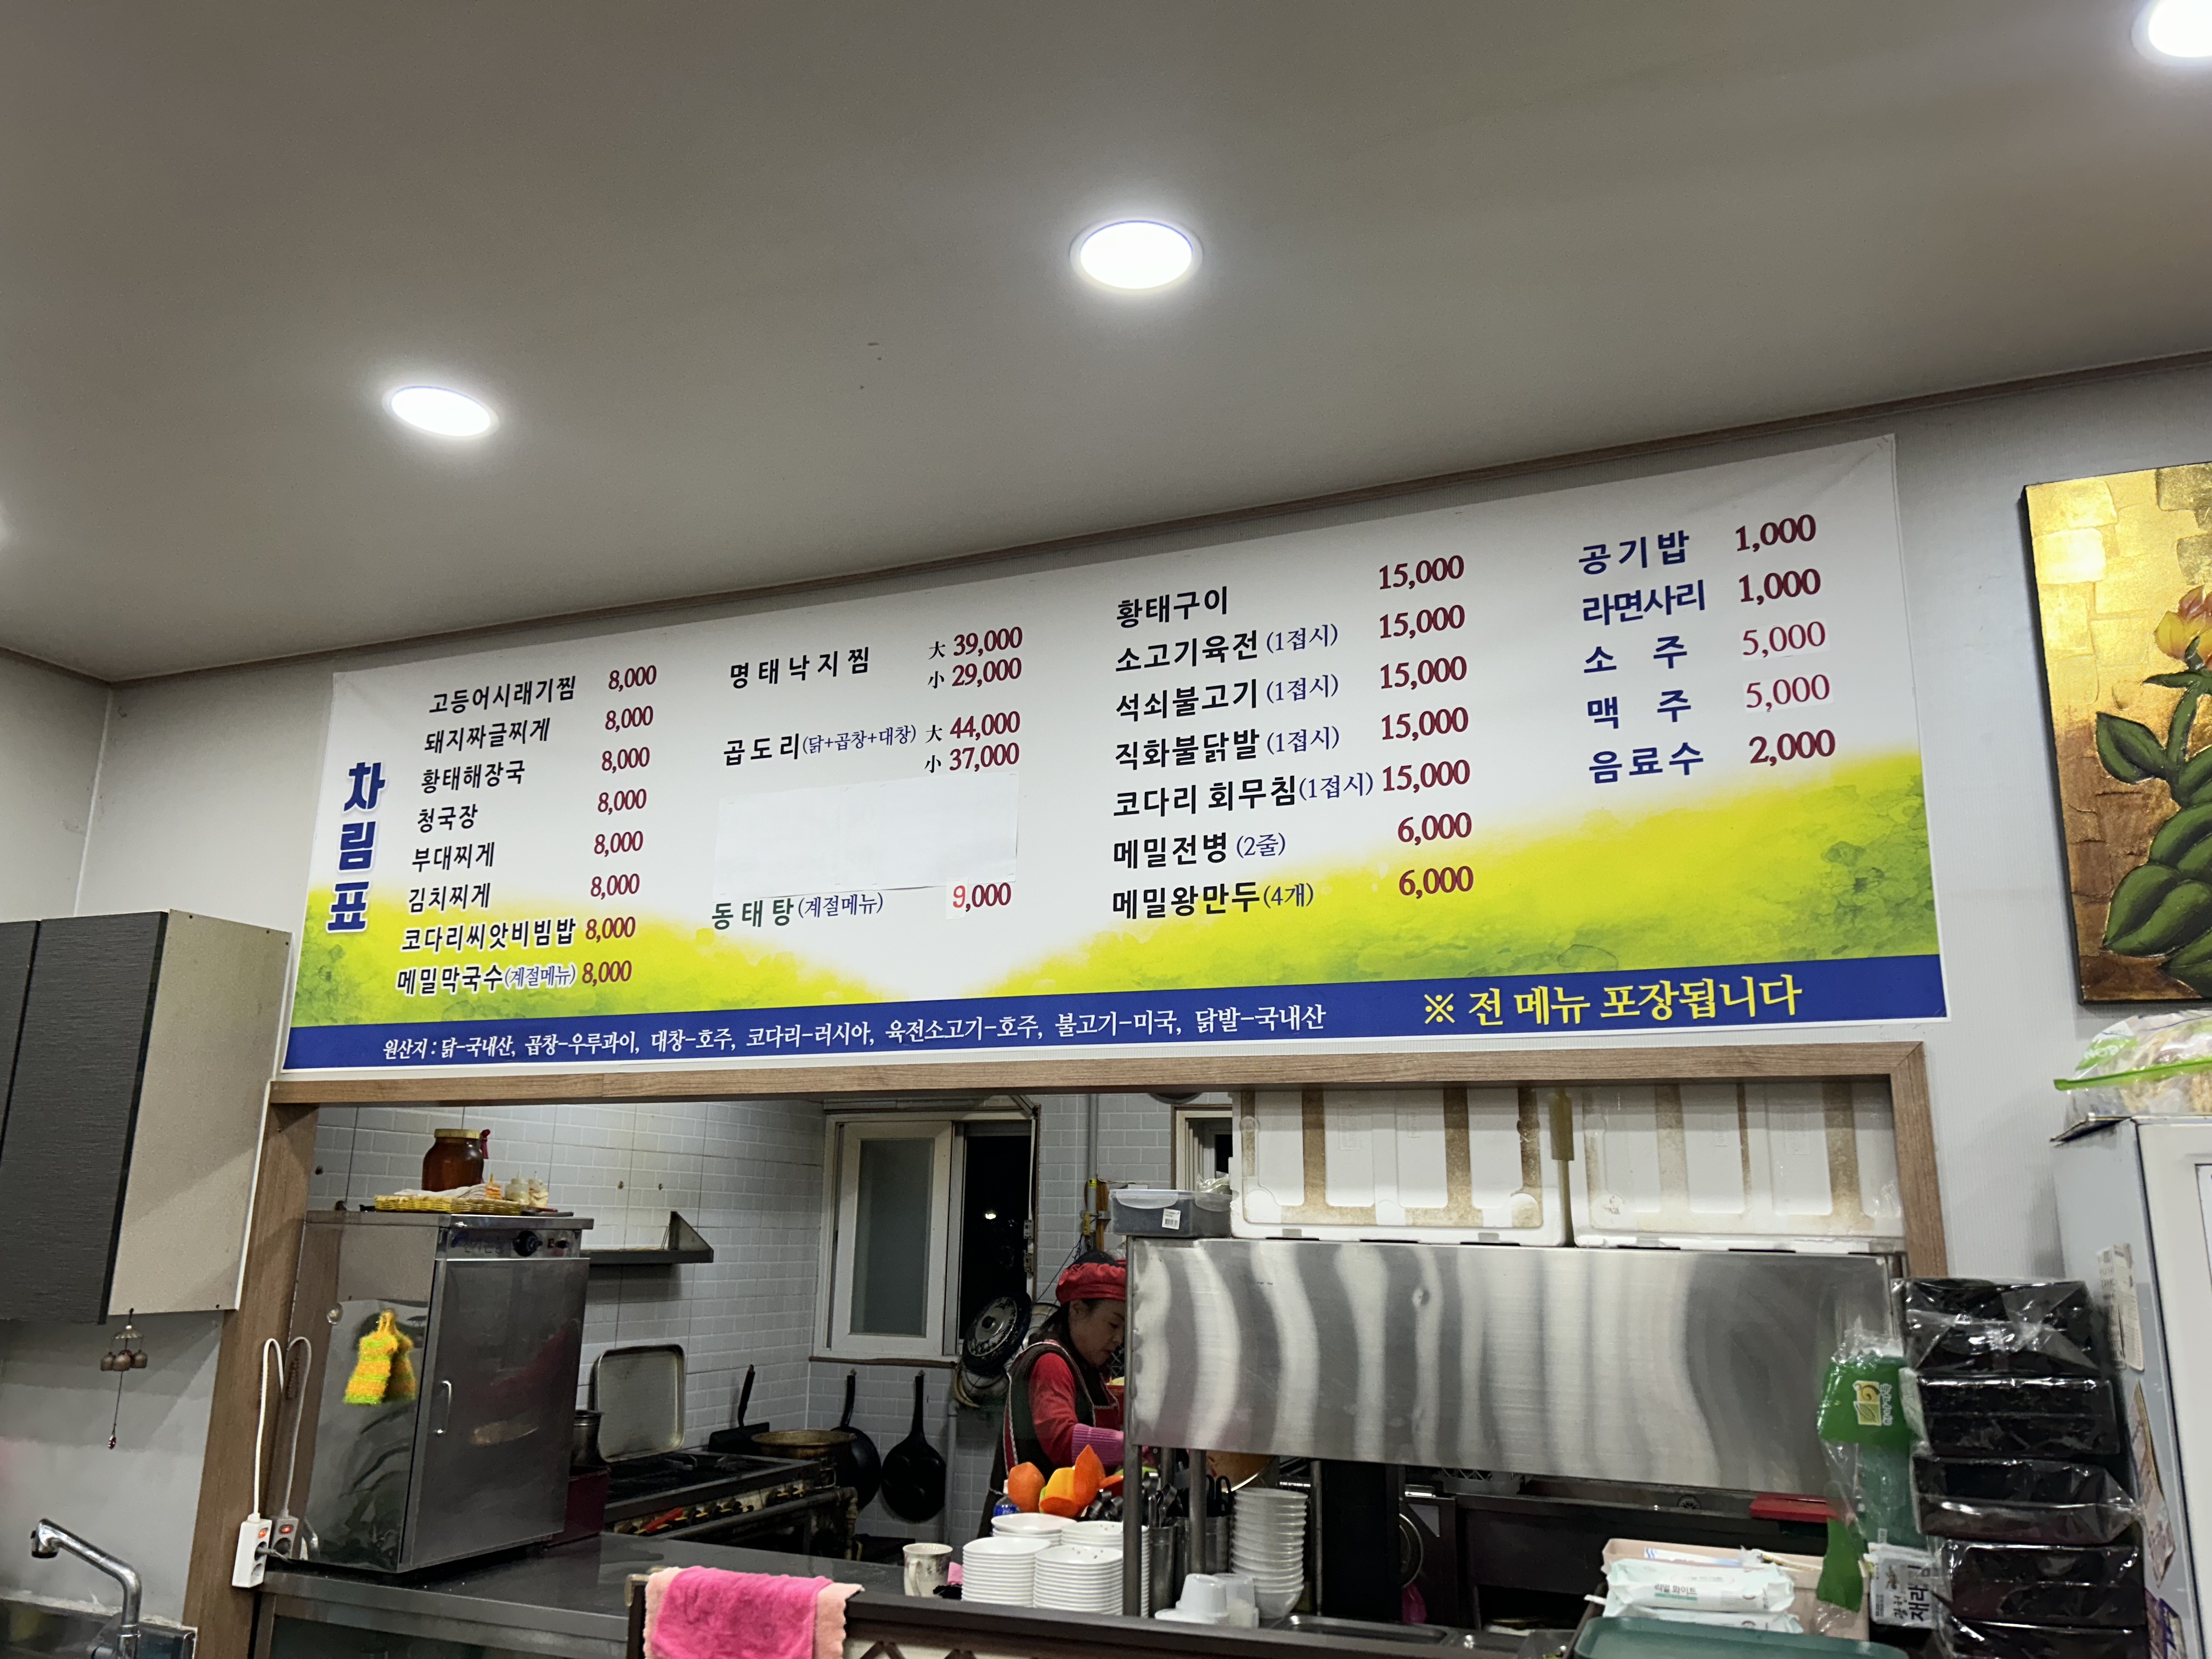 차림표
고등어시래기찜 8,000
돼지짜글찌게 8,000
황태해장국 8,000
청국장 8,000
부대찌게 8,000
김치찌게 8,000
코다리씨앗비빔밥 8,000
메밀막국수(계절메뉴) 8,000
명태낙지찜 大 39,000
小 29,000
곱도리(닭+곱창+대창) 大 44,000
小 37,000
동태탕(계절메뉴) 9,000
황태구이 15,000
소고기육전(1접시) 15,000
석쇠불고기(1접시) 15,000
직화불닭발(1접시) 15,000
코다리 회무침(1접시) 15,000
메밀전병(2줄) 6,000
메밀왕만두(4개) 6,000
공기밥 1,000
라면사리 1,000
소주 5,000
맥주 5,000
음료수 2,000
원산지 : 닭-국내산, 곱창-우루과이, 대창-호주, 코다리-러시아, 육전소고기-호주, 불고기-미국, 닭발-국내산
※ 전 메뉴 포장됩니다